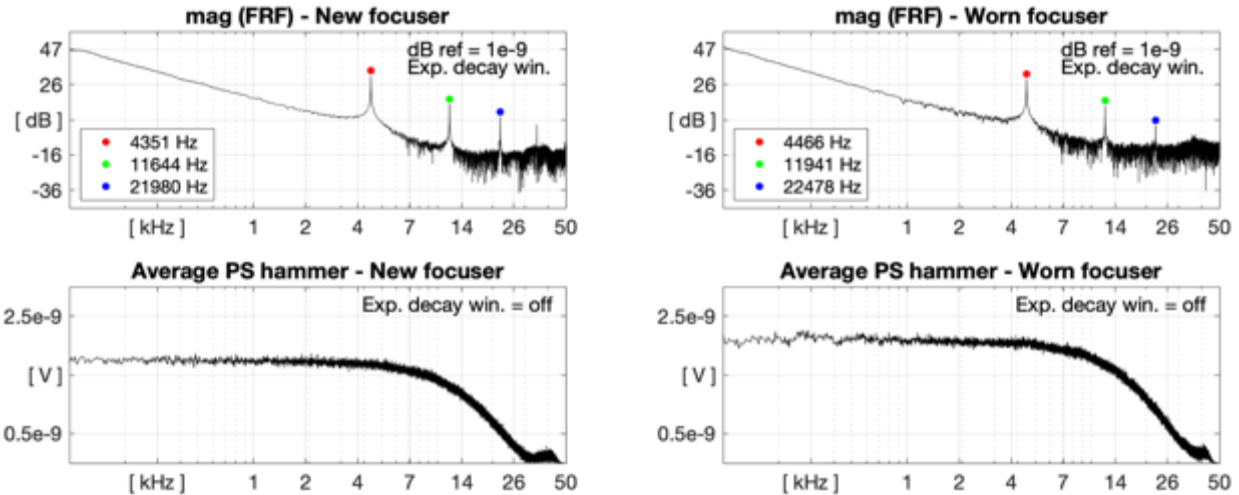 mag (FRF) - New focuser
47
26
[ dB ]
-16
-36
dB ref = 1e-9
Exp. decay win.
4351 Hz
11644 Hz
21980 Hz
[ kHz ]
1
2
4
7
14
26
50
mag (FRF) - Worn focuser
47
26
[ dB ]
-16
-36
dB ref = 1e-9
Exp. decay win.
4466 Hz
11941 Hz
22478 Hz
[ kHz ]
1
2
4
7
14
26
50
Average PS hammer - New focuser
2.5e-9
[ V ]
0.5e-9
Exp. decay win. = off
[ kHz ]
1
2
4
7
14
26
50
Average PS hammer - Worn focuser
2.5e-9
[ V ]
0.5e-9
Exp. decay win. = off
[ kHz ]
1
2
4
7
14
26
50